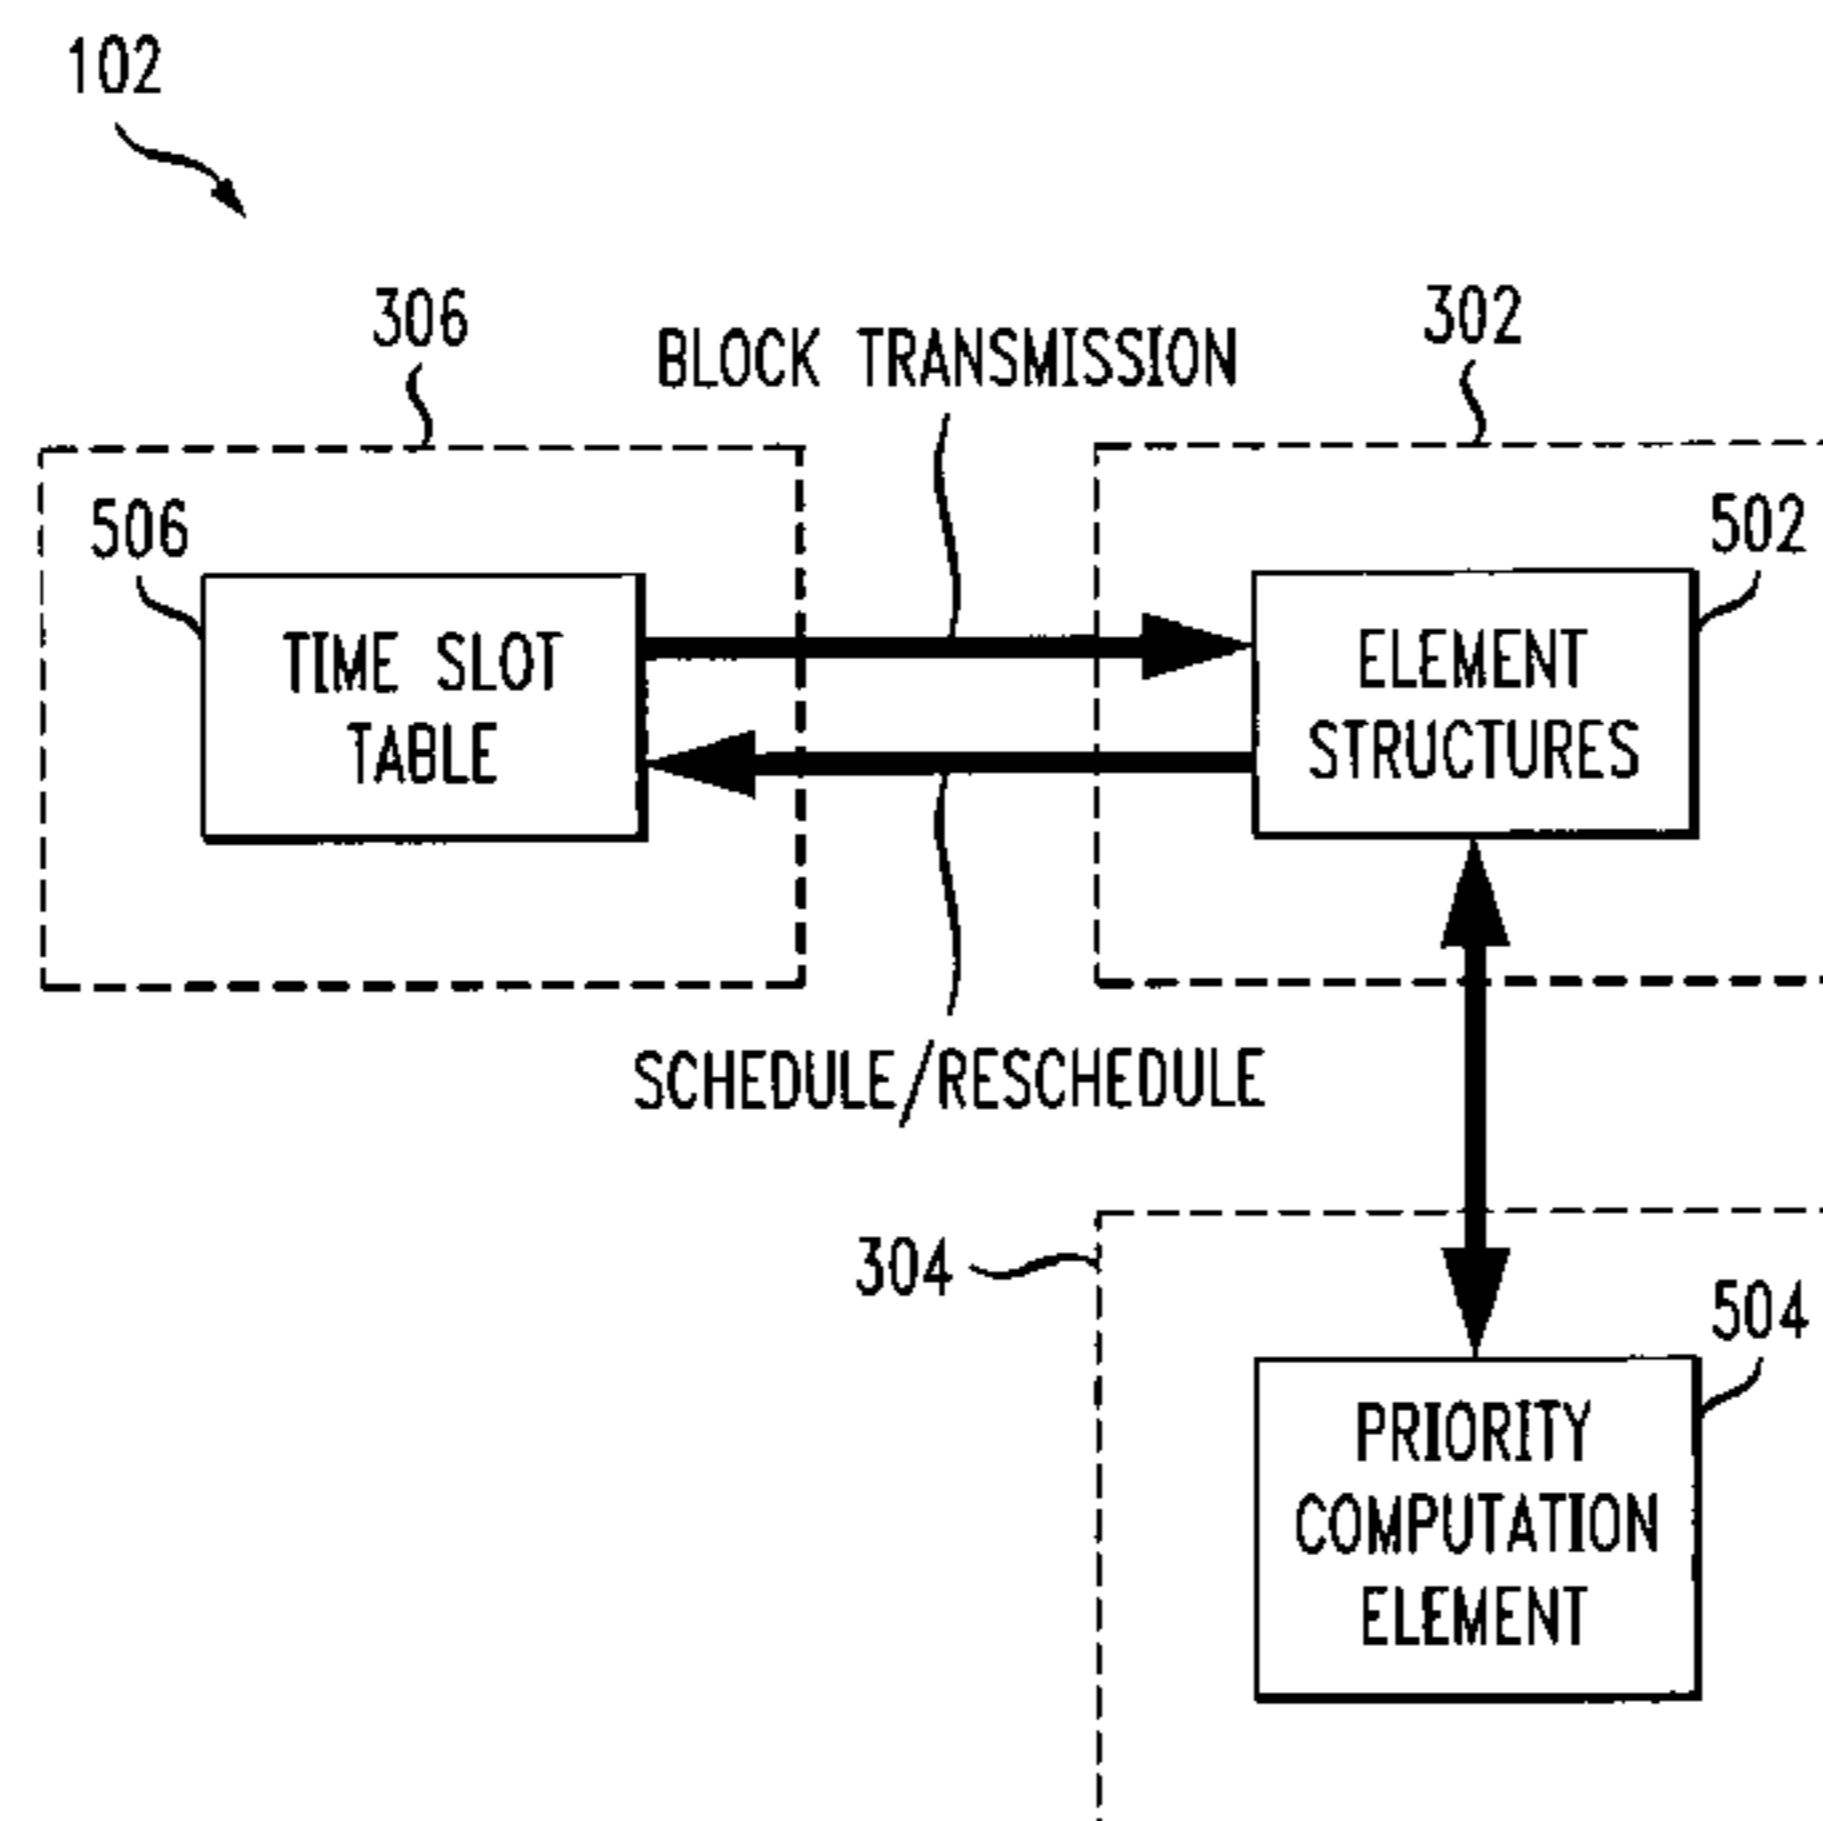 102
306
BLOCK TRANSMISSION
302
506
502
TIME SLOT
TABLE
ELEMENT
STRUCTURES
SCHEDULE/RESCHEDULE
304
504
PRIORITY
COMPUTATION
ELEMENT